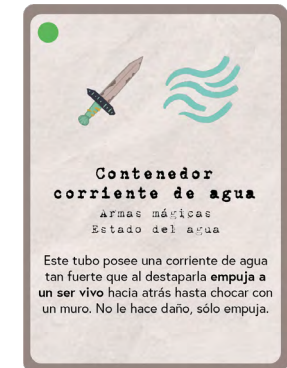 Contenedor
corriente de agua
Armas mágicas
Estado del agua
Este tubo posee una corriente de agua
tan fuerte que al destaparla empuja a
un ser vivo hacia atrás hasta chocar con
un muro. No le hace daño, sólo empuja.